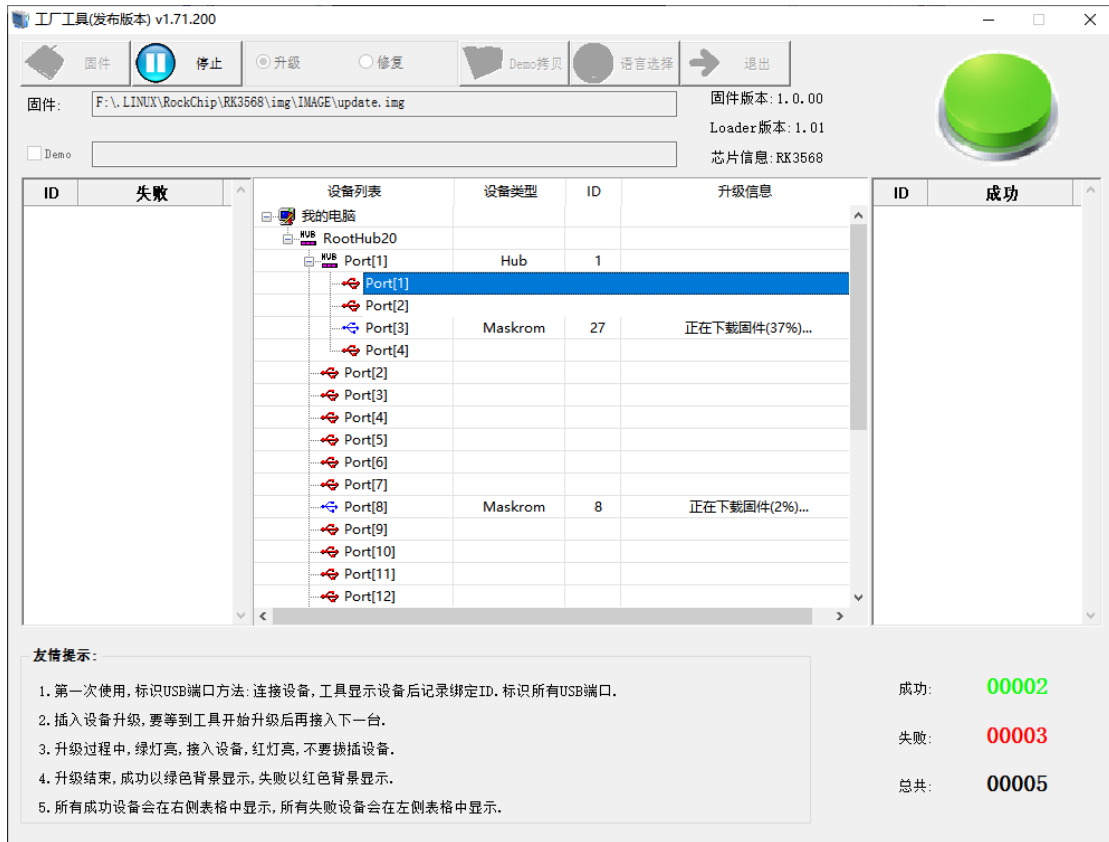 工厂工具(发布版本) v1.71.200
固件 停止 升级 修复 Demo拷贝 语言选择 退出
固件: F:\.LINUX\RockChip\RK3568\img\IMAGE\update.img 固件版本:1.0.00
Loader版本:1.01
Demo 芯片信息:RK3568
ID 失败 设备列表 设备类型 ID 升级信息 ID 成功
我的电脑
HUB RootHub20
HUB Port[1] Hub 1
Port[1]
Port[2]
Port[3] Maskrom 27 正在下载固件(37%)...
Port[4]
Port[2]
Port[3]
Port[4]
Port[5]
Port[6]
Port[7]
Port[8] Maskrom 8 正在下载固件(2%)...
Port[9]
Port[10]
Port[11]
Port[12]
友情提示:
1.第一次使用,标识USB端口方法:连接设备,工具显示设备后记录绑定ID.标识所有USB端口.
2.插入设备升级,要等到工具开始升级后再接入下一台.
3.升级过程中,绿灯亮,接入设备,红灯亮,不要拔插设备.
4.升级结束,成功以绿色背景显示,失败以红色背景显示.
5.所有成功设备会在右侧表格中显示,所有失败设备会在左侧表格中显示.
成功: 00002
失败: 00003
总共: 00005